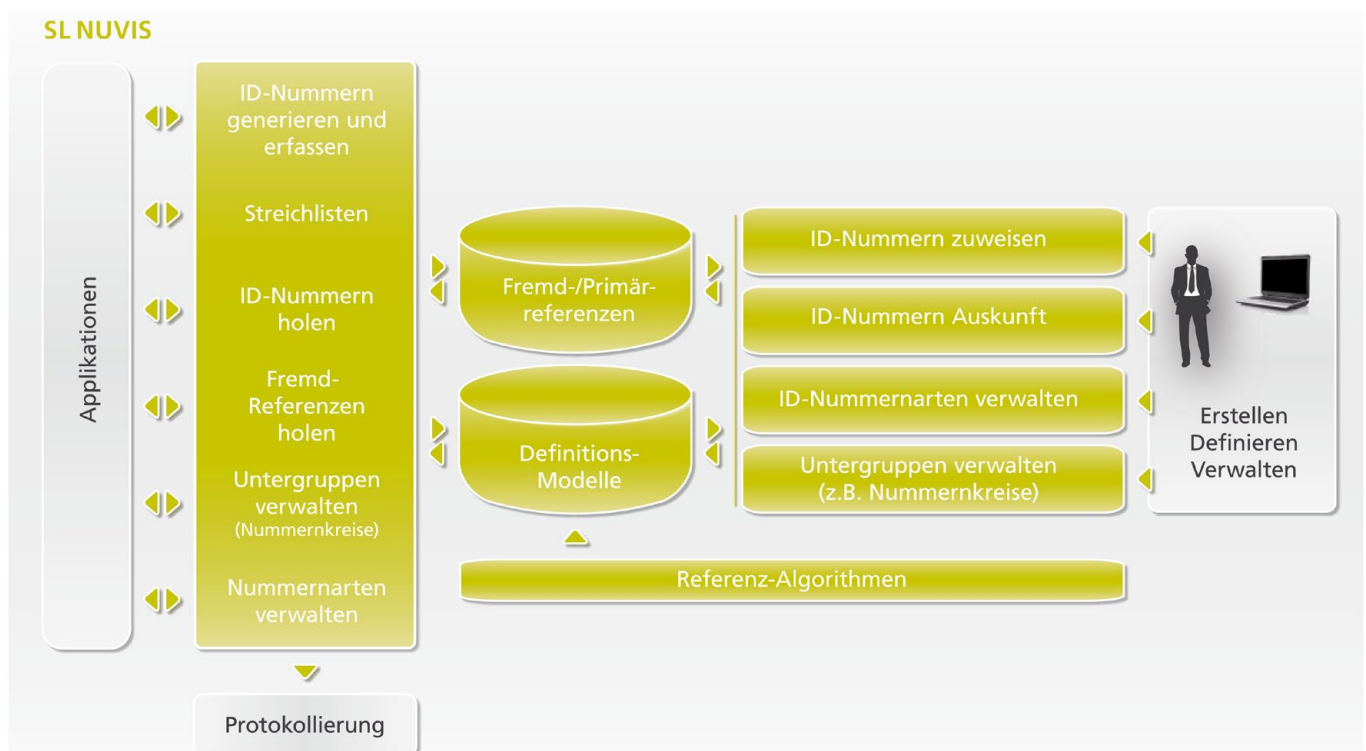 SL NUVIS
Applikationen
ID-Nummern
generieren und
erfassen
Streichlisten
ID-Nummern
holen
Fremd-
Referenzen
holen
Untergruppen
verwalten
(Nummernkreise)
Nummernarten
verwalten
Protokollierung
Fremd-/Primär-
referenzen
Definitions-
Modelle
ID-Nummern zuweisen
ID-Nummern Auskunft
ID-Nummernarten verwalten
Untergruppen verwalten
(z.B. Nummernkreise)
Referenz-Algorithmen
Erstellen
Definieren
Verwalten